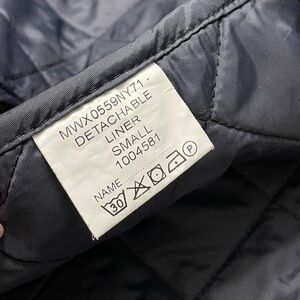 MWX0559NY71 -
DETACHABLE
LINER
SMALL
1004581
NAME
30 P